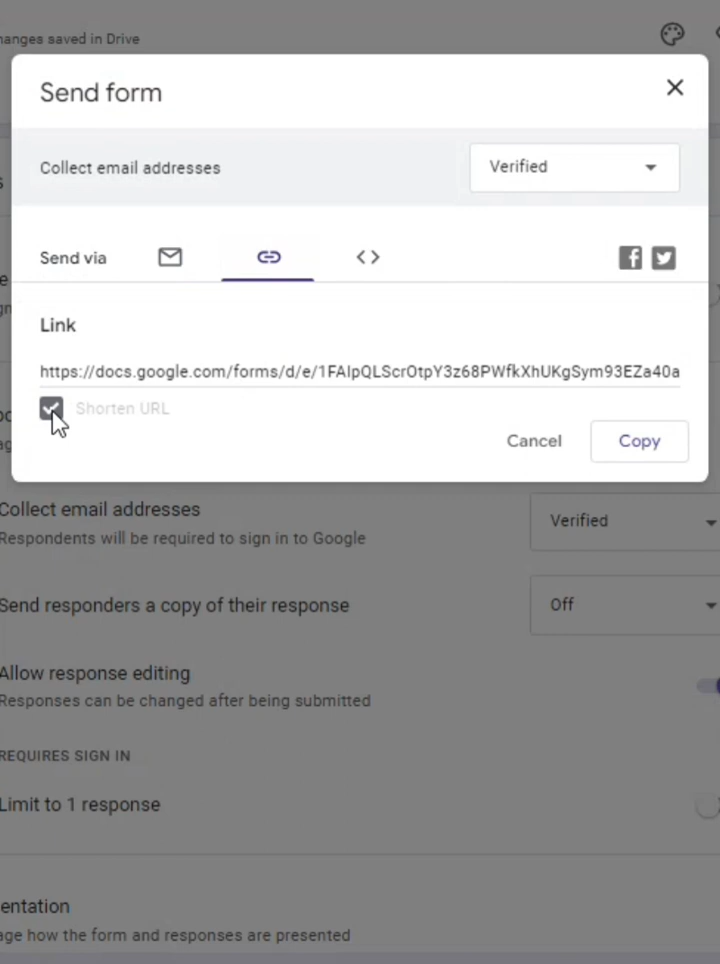 changes saved in Drive
Send form
Collect email addresses
Verified
Send via
Link
https://docs.google.com/forms/d/e/1FAIpQLScrOtpY3z68PWfkXhUKgSym93EZa40a
Shorten URL
Cancel
Copy
Collect email addresses
Verified
Respondents will be required to sign in to Google
Send responders a copy of their response
Off
Allow response editing
Responses can be changed after being submitted
REQUIRES SIGN IN
Limit to 1 response
entation
age how the form and responses are presented